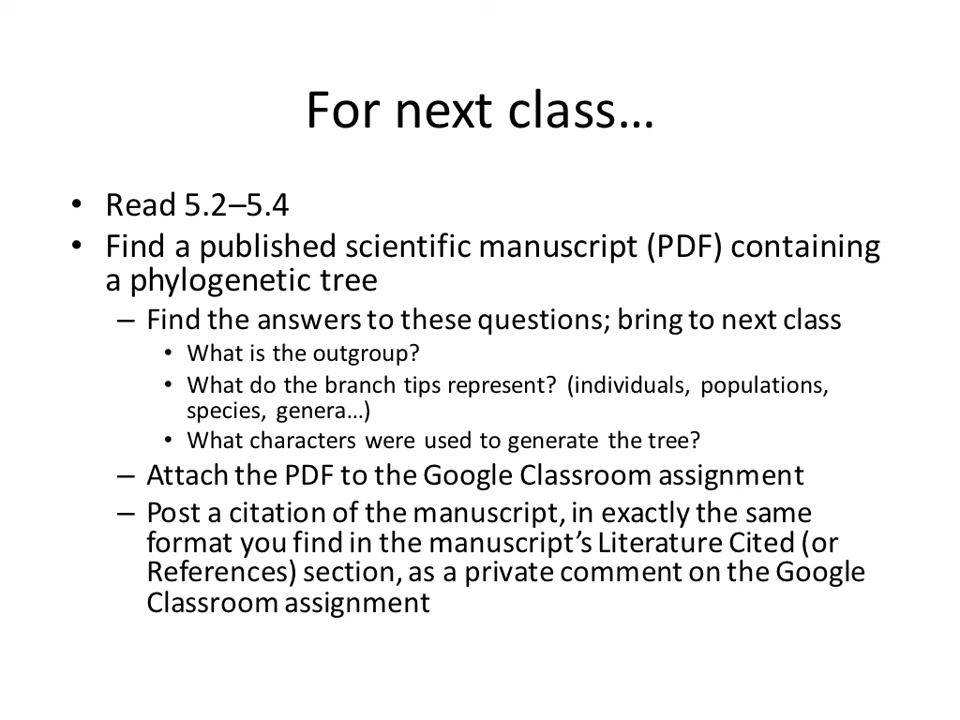 For next class…
• Read 5.2–5.4
• Find a published scientific manuscript (PDF) containing
a phylogenetic tree
– Find the answers to these questions; bring to next class
• What is the outgroup?
• What do the branch tips represent? (individuals, populations,
species, genera…)
• What characters were used to generate the tree?
– Attach the PDF to the Google Classroom assignment
– Post a citation of the manuscript, in exactly the same
format you find in the manuscript’s Literature Cited (or
References) section, as a private comment on the Google
Classroom assignment